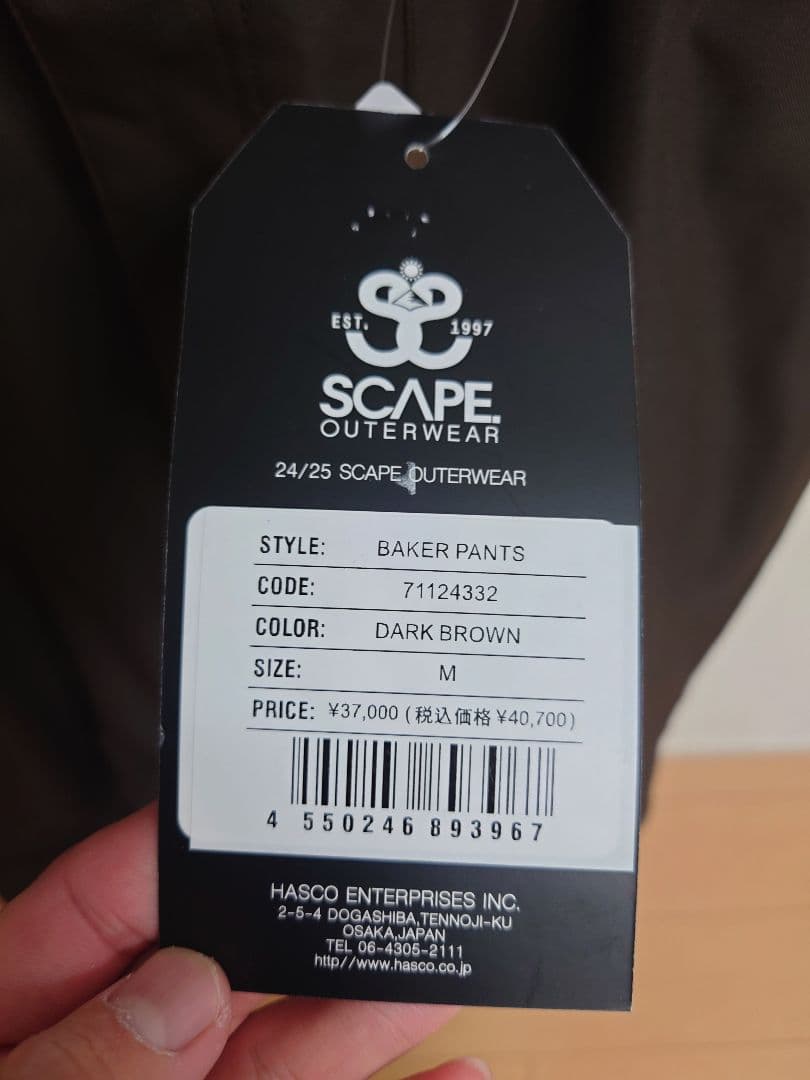 EST. 1997
SCAPE.
OUTERWEAR
24/25 SCAPE OUTERWEAR
STYLE: BAKER PANTS
CODE: 71124332
COLOR: DARK BROWN
SIZE: M
PRICE: ¥37,000 (税込価格 ¥40,700)
4 550246 893967
HASCO ENTERPRISES INC.
2-5-4 DOGASHIBA,TENNOJI-KU
OSAKA,JAPAN
TEL 06-4305-2111
http//www.hasco.co.jp